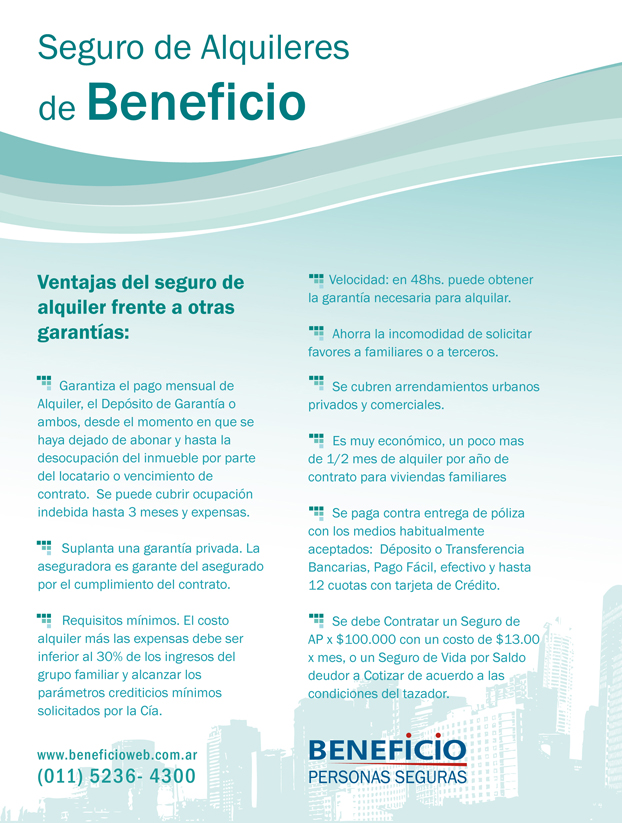 Seguro de Alquileres
de Beneficio
Ventajas del seguro de
alquiler frente a otras
garantías:
Garantiza el pago mensual de
Alquiler, el Depósito de Garantía o
ambos, desde el momento en que se
haya dejado de abonar y hasta la
desocupación del inmueble por parte
del locatario o vencimiento de
contrato. Se puede cubrir ocupación
indebida hasta 3 meses y expensas.
Suplanta una garantía privada. La
aseguradora es garante del asegurado
por el cumplimiento del contrato.
Requisitos mínimos. El costo
alquiler más las expensas debe ser
inferior al 30% de los ingresos del
grupo familiar y alcanzar los
parámetros crediticios mínimos
solicitados por la Cía.
Velocidad: en 48hs. puede obtener
la garantía necesaria para alquilar.
Ahorra la incomodidad de solicitar
favores a familiares o a terceros.
Se cubren arrendamientos urbanos
privados y comerciales.
Es muy económico, un poco mas
de 1/2 mes de alquiler por año de
contrato para viviendas familiares
Se paga contra entrega de póliza
con los medios habitualmente
aceptados: Déposito o Transferencia
Bancarias, Pago Fácil, efectivo y hasta
12 cuotas con tarjeta de Crédito.
Se debe Contratar un Seguro de
AP x $100.000 con un costo de $13.00
x mes, o un Seguro de Vida por Saldo
deudor a Cotizar de acuerdo a las
condiciones del tazador.
www.beneficioweb.com.ar
(011) 5236- 4300
BENEFiCiO
PERSONAS SEGURAS